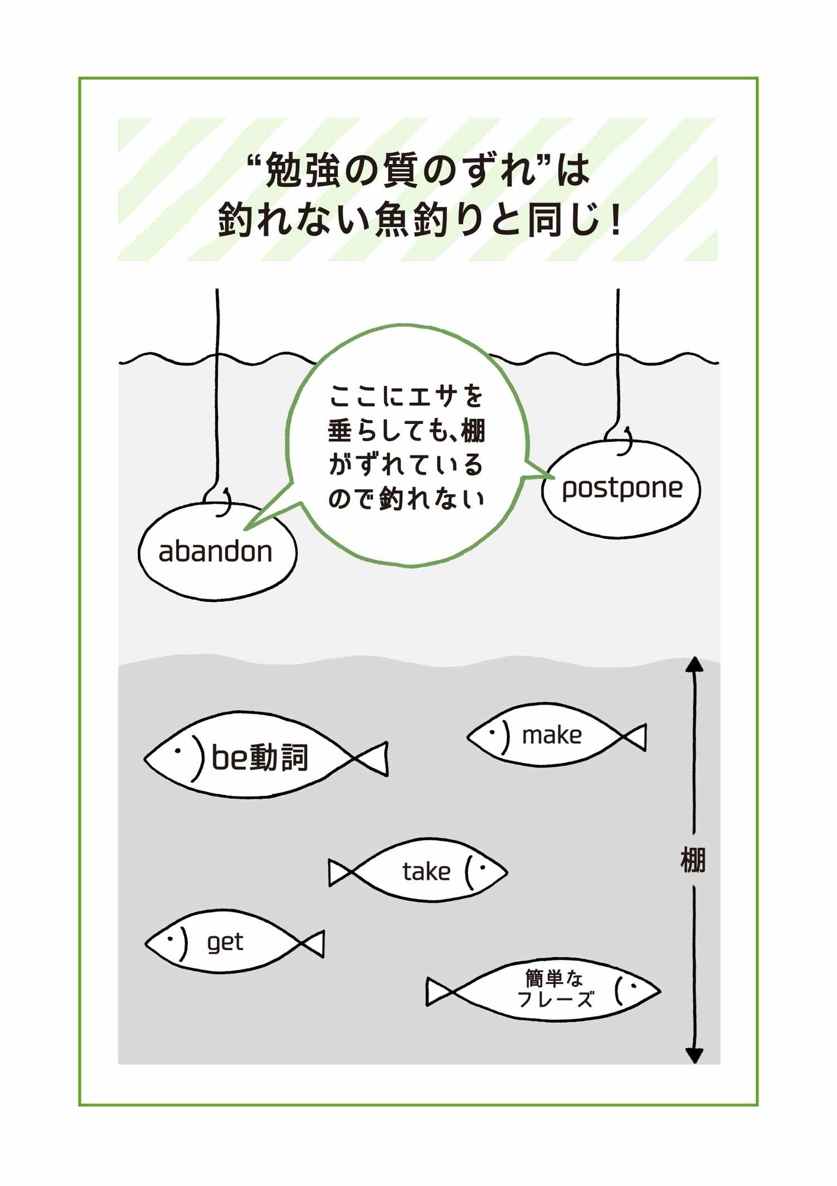 “勉強の質のずれ”は
釣れない魚釣りと同じ！
ここにエサを
垂らしても、棚
がずれている
ので釣れない
postpone
abandon
be動詞
make
take
棚
get
簡単な
フレーズ